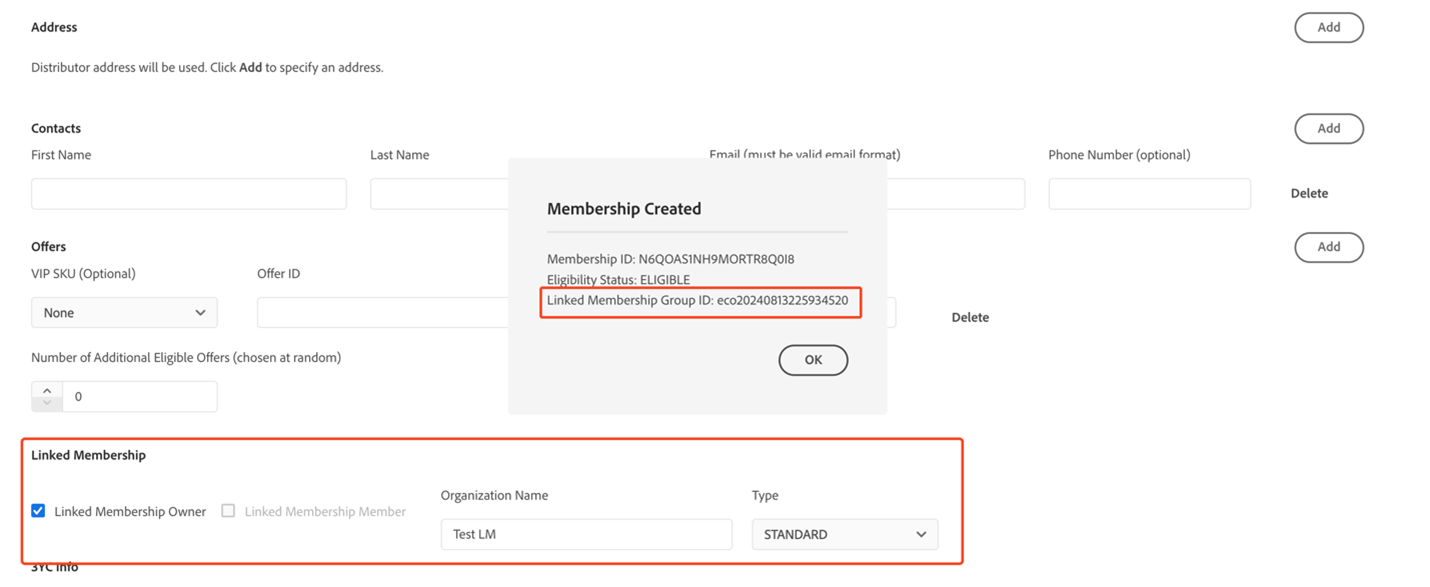 Address
Add
Distributor address will be used. Click Add to specify an address.
Contacts
Add
First Name
Last Name
Email (must be valid email format)
Phone Number (optional)
Delete
Offers
Add
VIP SKU (Optional)
Offer ID
None
Delete
Number of Additional Eligible Offers (chosen at random)
0
Membership Created
Membership ID: N6QOAS1NH9MORTR8Q0I8
Eligibility Status: ELIGIBLE
Linked Membership Group ID: eco20240813225934520
OK
Linked Membership
Linked Membership Owner
Linked Membership Member
Organization Name
Test LM
Type
STANDARD
3YC Info